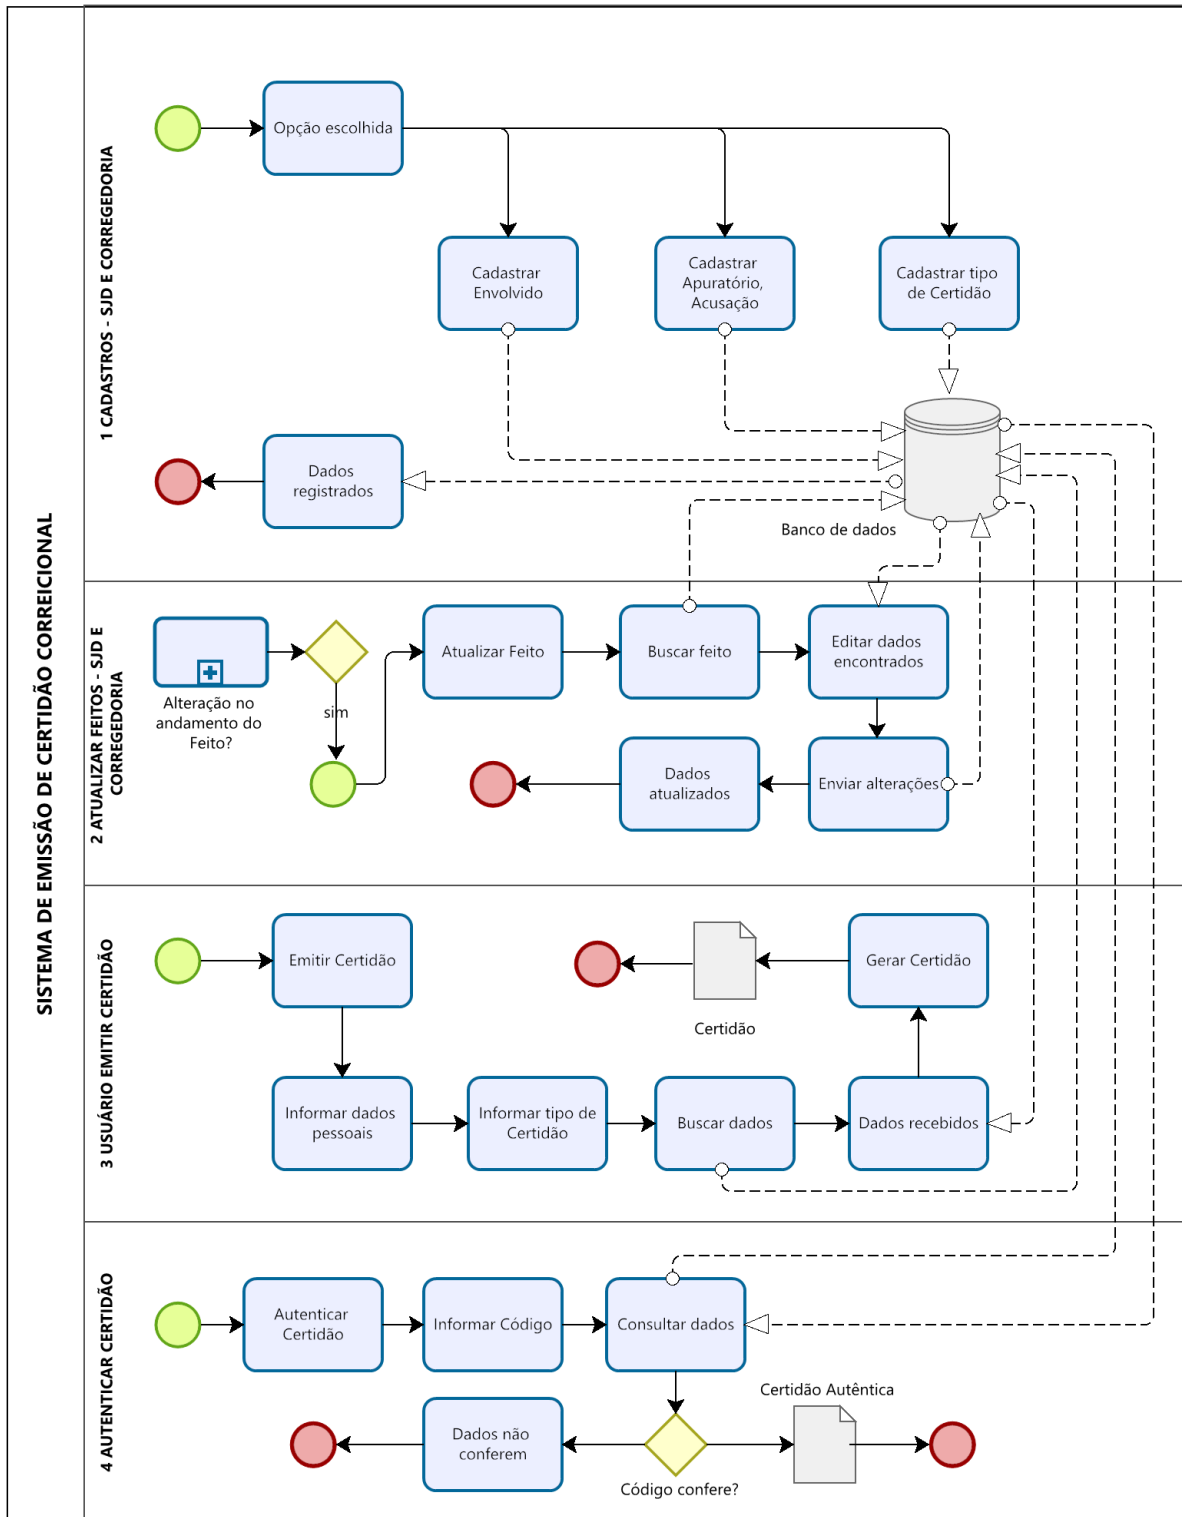 SISTEMA DE EMISSÃO DE CERTIDÃO CORREICIONAL
1 CADASTROS - SJD E CORREGEDORIA
Opção escolhida
Cadastrar
Envolvido
Cadastrar
Apuratório,
Acusação
Cadastrar tipo
de Certidão
Dados
registrados
Banco de dados
2 ATUALIZAR FEITOS - SJD E
CORREGEDORIA
Alteração no
andamento do
Feito?
sim
Atualizar Feito
Buscar feito
Editar dados
encontrados
Dados
atualizados
Enviar alterações
3 USUÁRIO EMITIR CERTIDÃO
Emitir Certidão
Certidão
Gerar Certidão
Informar dados
pessoais
Informar tipo de
Certidão
Buscar dados
Dados recebidos
4 AUTENTICAR CERTIDÃO
Autenticar
Certidão
Informar Código
Consultar dados
Dados não
conferem
Código confere?
Certidão Autêntica